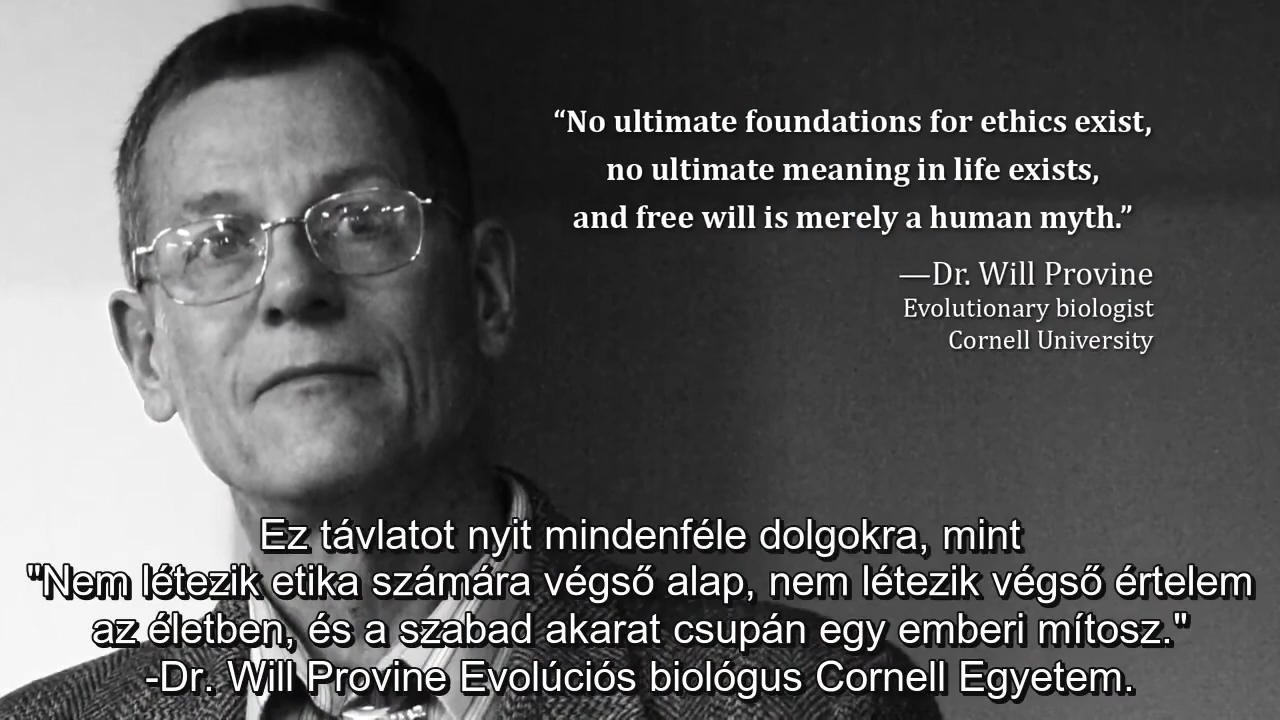 “No ultimate foundations for ethics exist,
no ultimate meaning in life exists,
and free will is merely a human myth.”
—Dr. Will Provine
Evolutionary biologist
Cornell University
Ez távlatot nyit mindenféle dolgokra, mint
"Nem létezik etika számára végső alap, nem létezik végső értelem
az életben, és a szabad akarat csupán egy emberi mítosz."
-Dr. Will Provine Evolúciós biológus Cornell Egyetem.